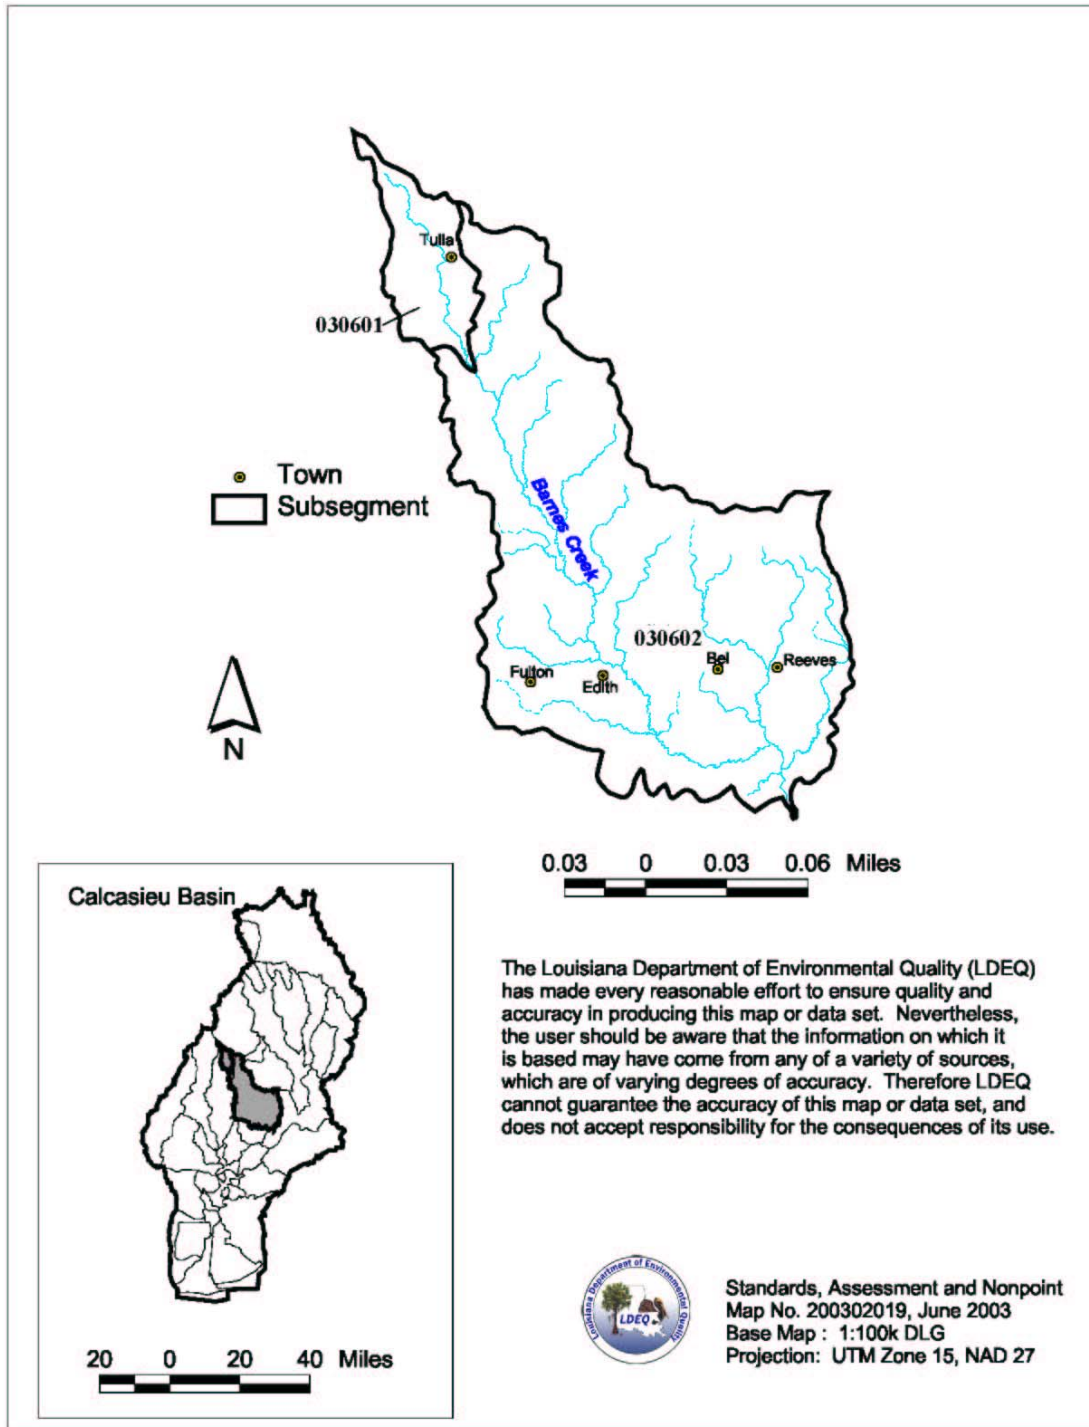 Tulla
030601
Town
Subsegment
Barnes Creek
030602
Bel
Reeves
Fulton
Edith
N
0.03 0 0.03 0.06 Miles
Calcasieu Basin
20 0 20 40 Miles
The Louisiana Department of Environmental Quality (LDEQ)
has made every reasonable effort to ensure quality and
accuracy in producing this map or data set. Nevertheless,
the user should be aware that the information on which it
is based may have come from any of a variety of sources,
which are of varying degrees of accuracy. Therefore LDEQ
cannot guarantee the accuracy of this map or data set, and
does not accept responsibility for the consequences of its use.
Louisiana Department of Environmental Quality
LDEQ
Standards, Assessment and Nonpoint
Map No. 200302019, June 2003
Base Map : 1:100k DLG
Projection: UTM Zone 15, NAD 27